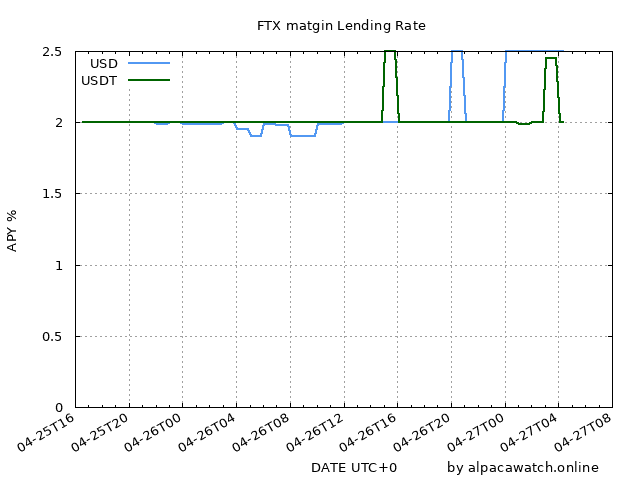 FTX matgin Lending Rate
USD
USDT
2.5
2
1.5
1
0.5
0
APY %
04-25T16
04-25T20
04-26T00
04-26T04
04-26T08
04-26T12
04-26T16
04-26T20
04-27T00
04-27T04
04-27T08
DATE UTC+0
by alpacawatch.online